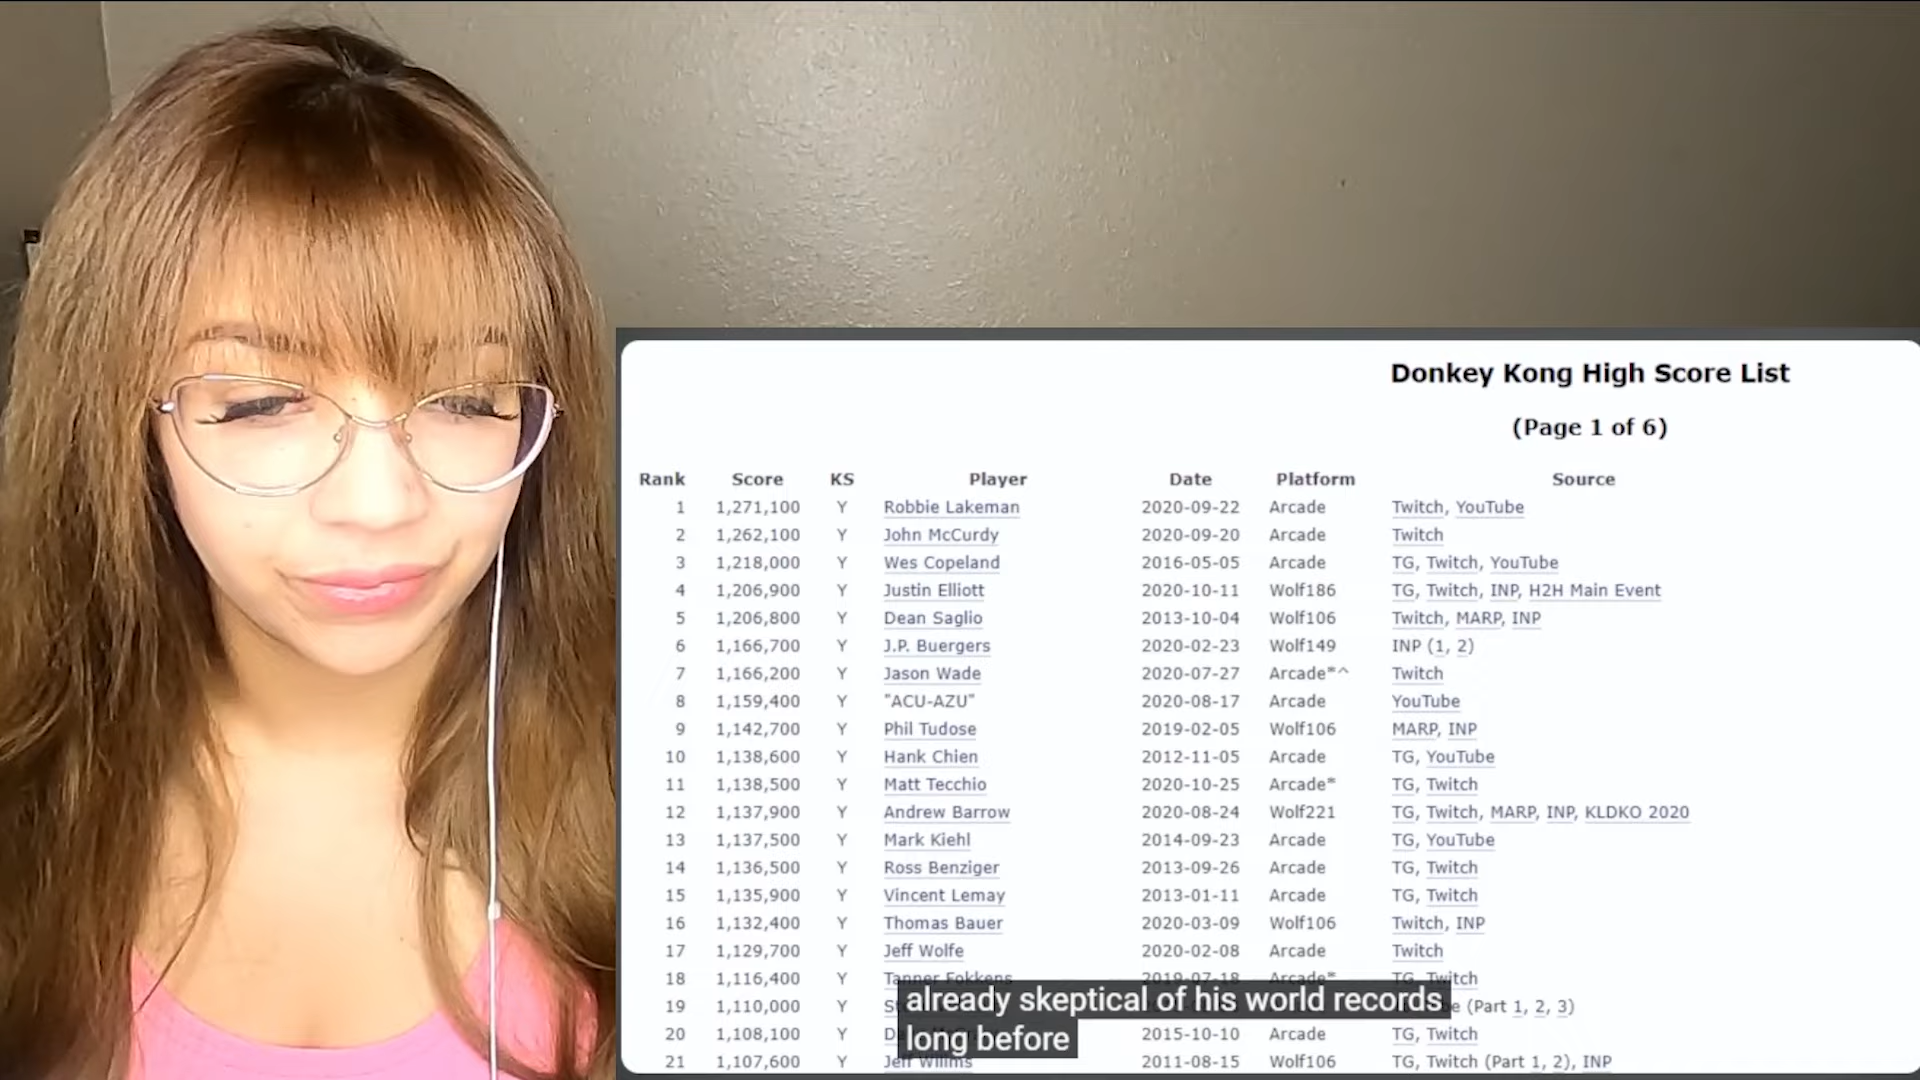 Donkey Kong High Score List
(Page 1 of 6)
Rank Score KS Player Date Platform Source
1 1,271,100 Y Robbie Lakeman 2020-09-22 Arcade Twitch, YouTube
2 1,262,100 Y John McCurdy 2020-09-20 Arcade Twitch
3 1,218,000 Y Wes Copeland 2016-05-05 Arcade TG, Twitch, YouTube
4 1,206,900 Y Justin Elliott 2020-10-11 Wolf186 TG, Twitch, INP, H2H Main Event
5 1,206,800 Y Dean Saglio 2013-10-04 Wolf106 Twitch, MARP, INP
6 1,166,700 Y J.P. Buergers 2020-02-23 Wolf149 INP (1, 2)
7 1,166,200 Y Jason Wade 2020-07-27 Arcade*^ Twitch
8 1,159,400 Y "ACU-AZU" 2020-08-17 Arcade YouTube
9 1,142,700 Y Phil Tudose 2019-02-05 Wolf106 MARP, INP
10 1,138,600 Y Hank Chien 2012-11-05 Arcade TG, YouTube
11 1,138,500 Y Matt Tecchio 2020-10-25 Arcade* TG, Twitch
12 1,137,900 Y Andrew Barrow 2020-08-24 Wolf221 TG, Twitch, MARP, INP, KLDKO 2020
13 1,137,500 Y Mark Kiehl 2014-09-23 Arcade TG, YouTube
14 1,136,500 Y Ross Benziger 2013-09-26 Arcade TG, Twitch
15 1,135,900 Y Vincent Lemay 2013-01-11 Arcade TG, Twitch
16 1,132,400 Y Thomas Bauer 2020-03-09 Wolf106 Twitch, INP
17 1,129,700 Y Jeff Wolfe 2020-02-08 Arcade Twitch
18 1,116,400 Y Tanner Fokkens 2019-07-18 Arcade* TG, Twitch
19 1,110,000 Y (Part 1, 2, 3)
20 1,108,100 Y 2015-10-10 Arcade TG, Twitch
21 1,107,600 Y Jeff Willms 2011-08-15 Wolf106 TG, Twitch (Part 1, 2), INP
already skeptical of his world records
long before